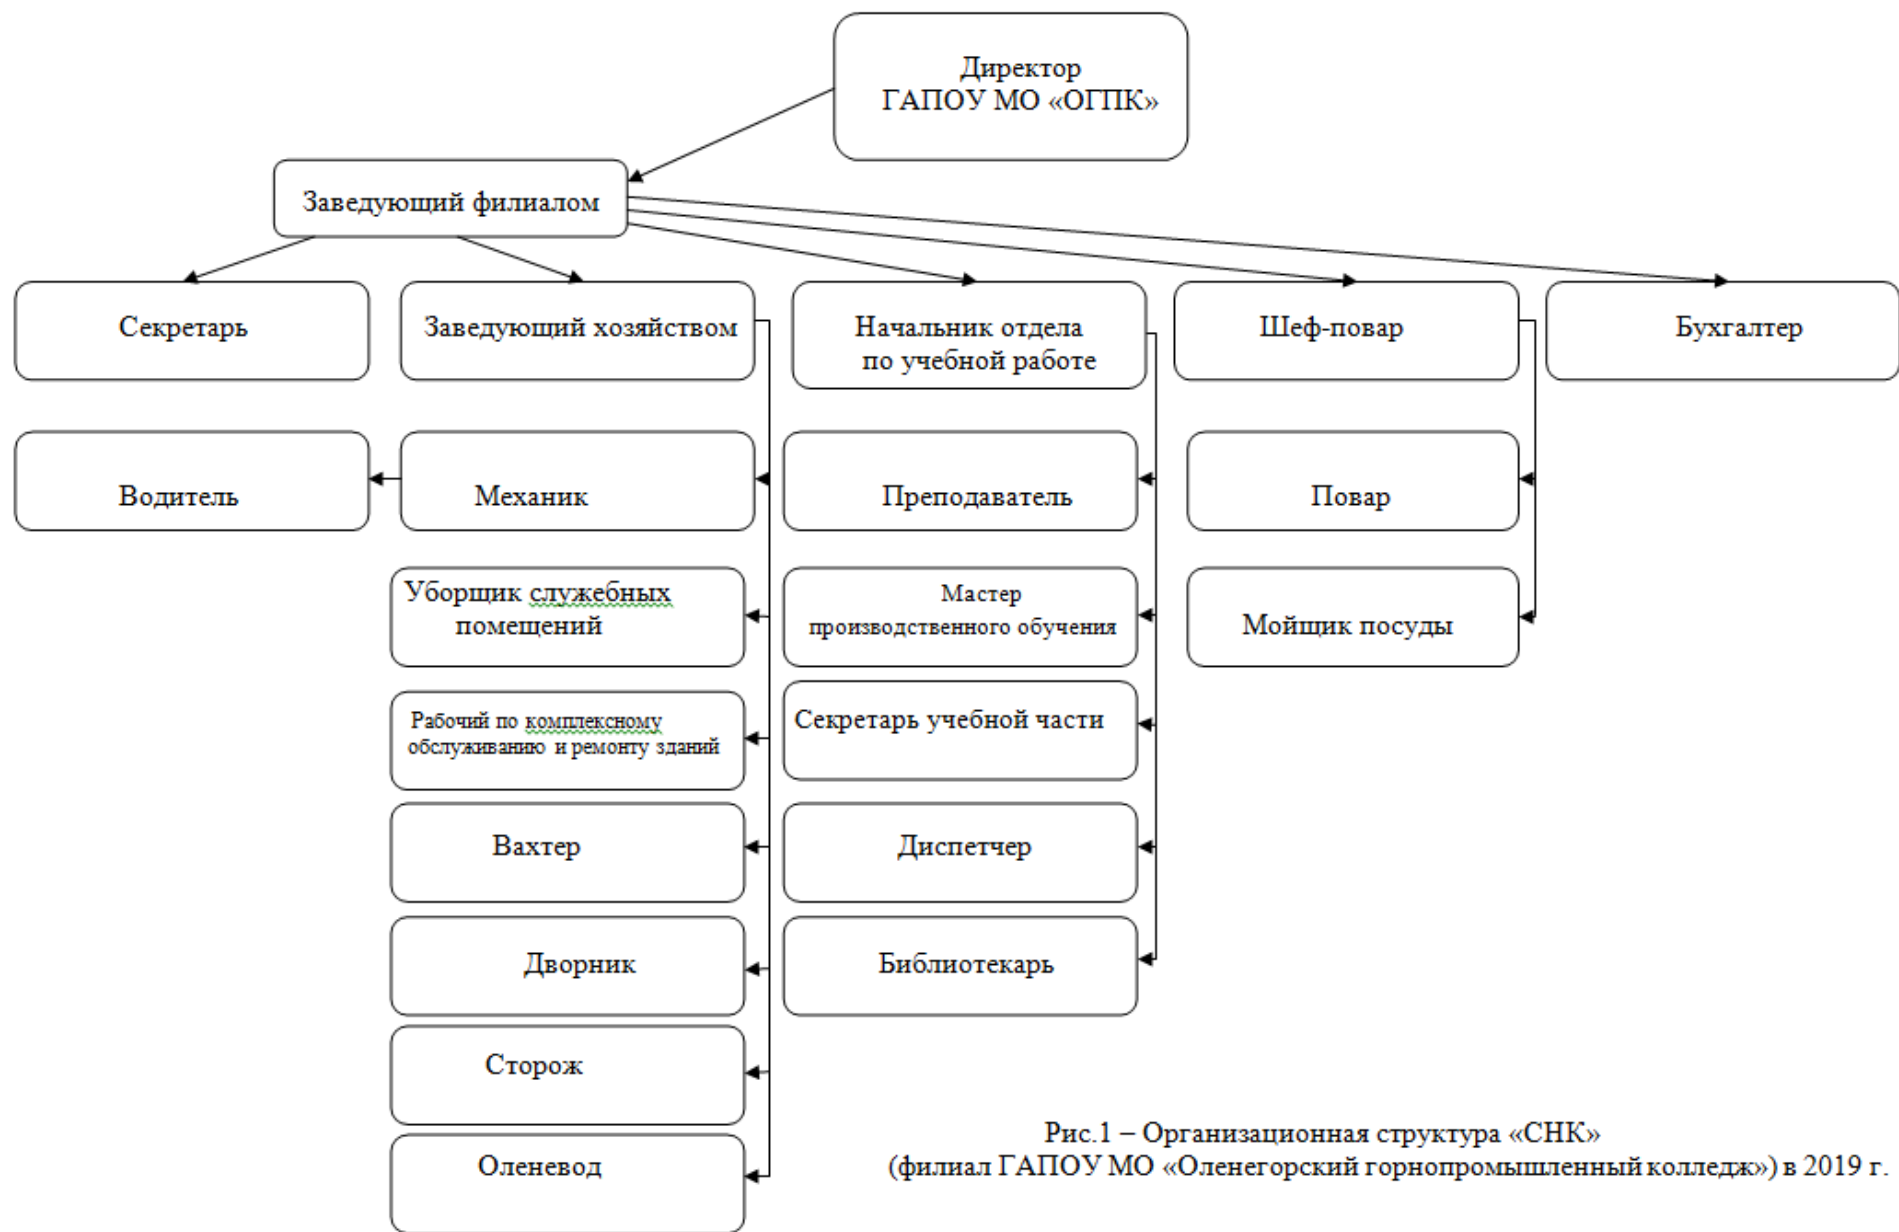 Директор
ГАПОУ МО «ОГПК»
Заведующий филиалом
Секретарь
Заведующий хозяйством
Начальник отдела
по учебной работе
Шеф-повар
Бухгалтер
Водитель
Механик
Преподаватель
Повар
Уборщик служебных
помещений
Мастер
производственного обучения
Мойщик посуды
Рабочий по комплексному
обслуживанию и ремонту зданий
Секретарь учебной части
Вахтер
Диспетчер
Дворник
Библиотекарь
Сторож
Оленевод
Рис.1 – Организационная структура «СНК»
(филиал ГАПОУ МО «Оленегорский горнопромышленный колледж») в 2019 г.